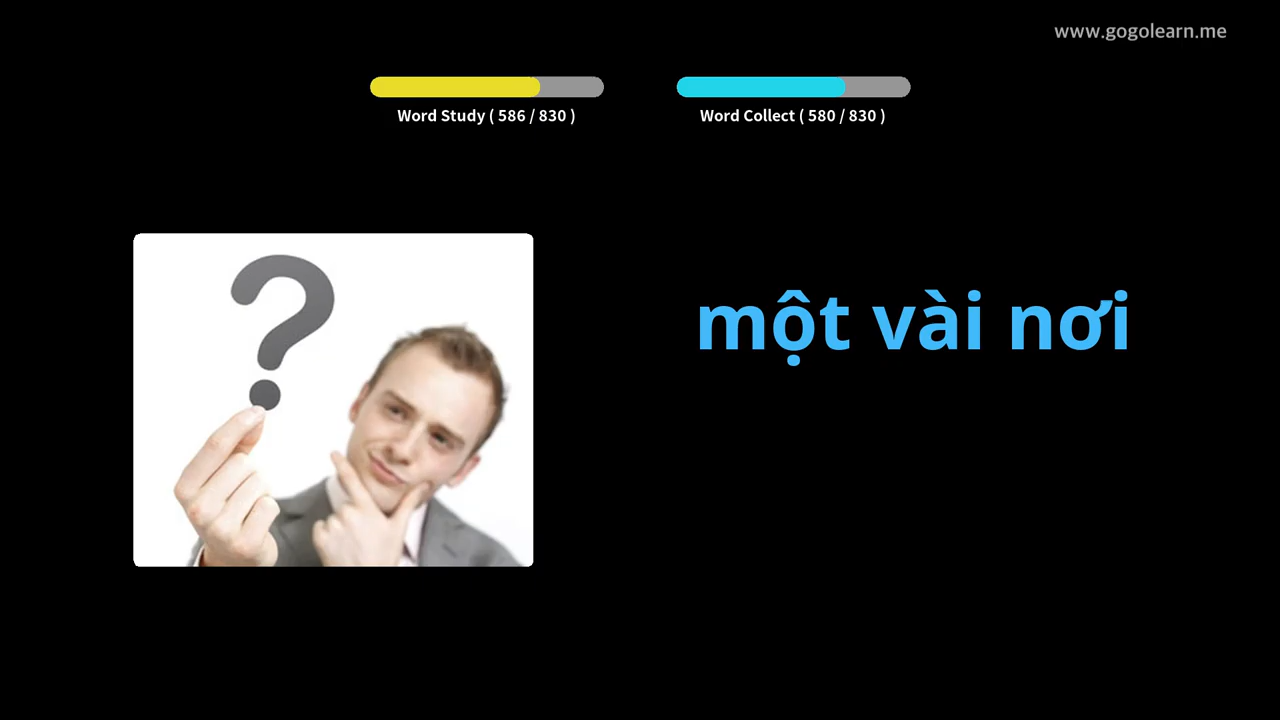 www.gogolearn.me
Word Study ( 586 / 830 )
Word Collect ( 580 / 830 )
?
một vài nơi